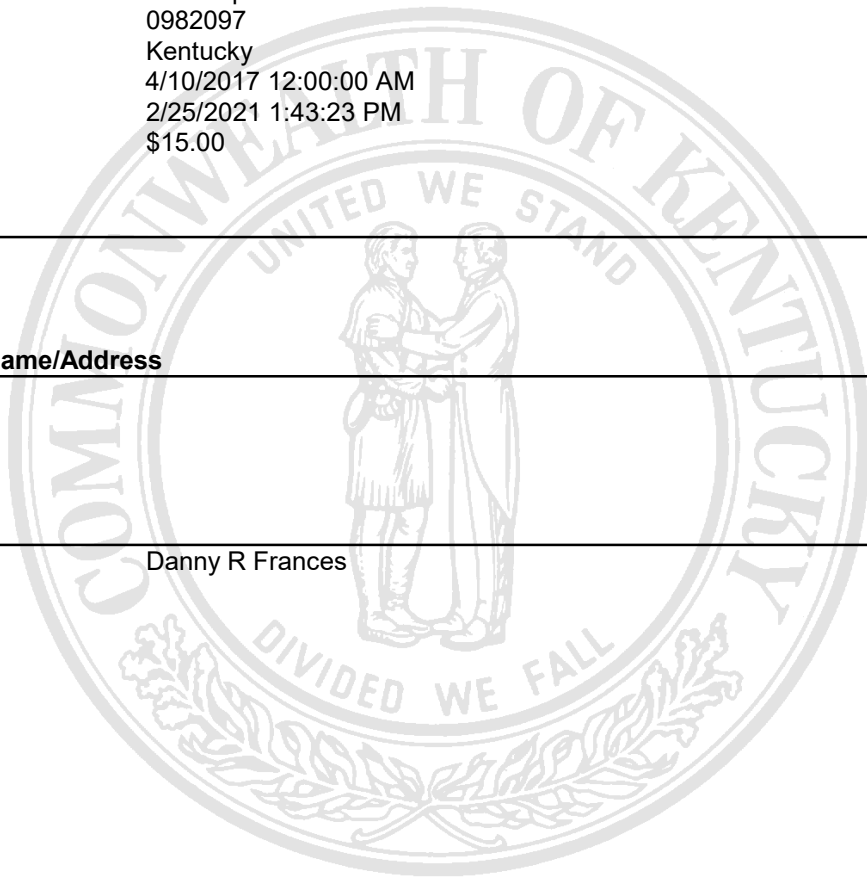 0982097
Kentucky
4/10/2017 12:00:00 AM
2/25/2021 1:43:23 PM
$15.00
COMMONWEALTH OF KENTUCKY
UNITED WE STAND
ame/Address
Danny R Frances
DIVIDED WE FALL